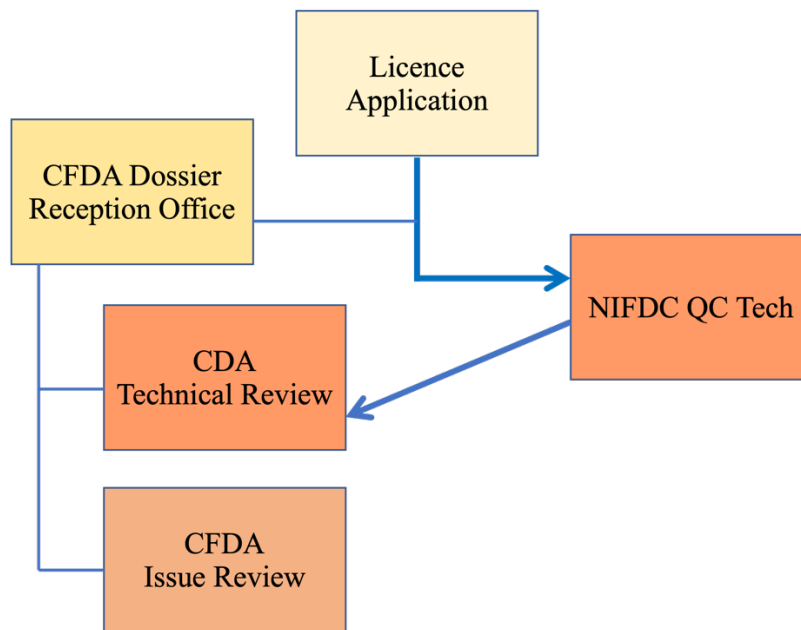 Licence
Application
CFDA Dossier
Reception Office
NIFDC QC Tech
CDA
Technical Review
CFDA
Issue Review